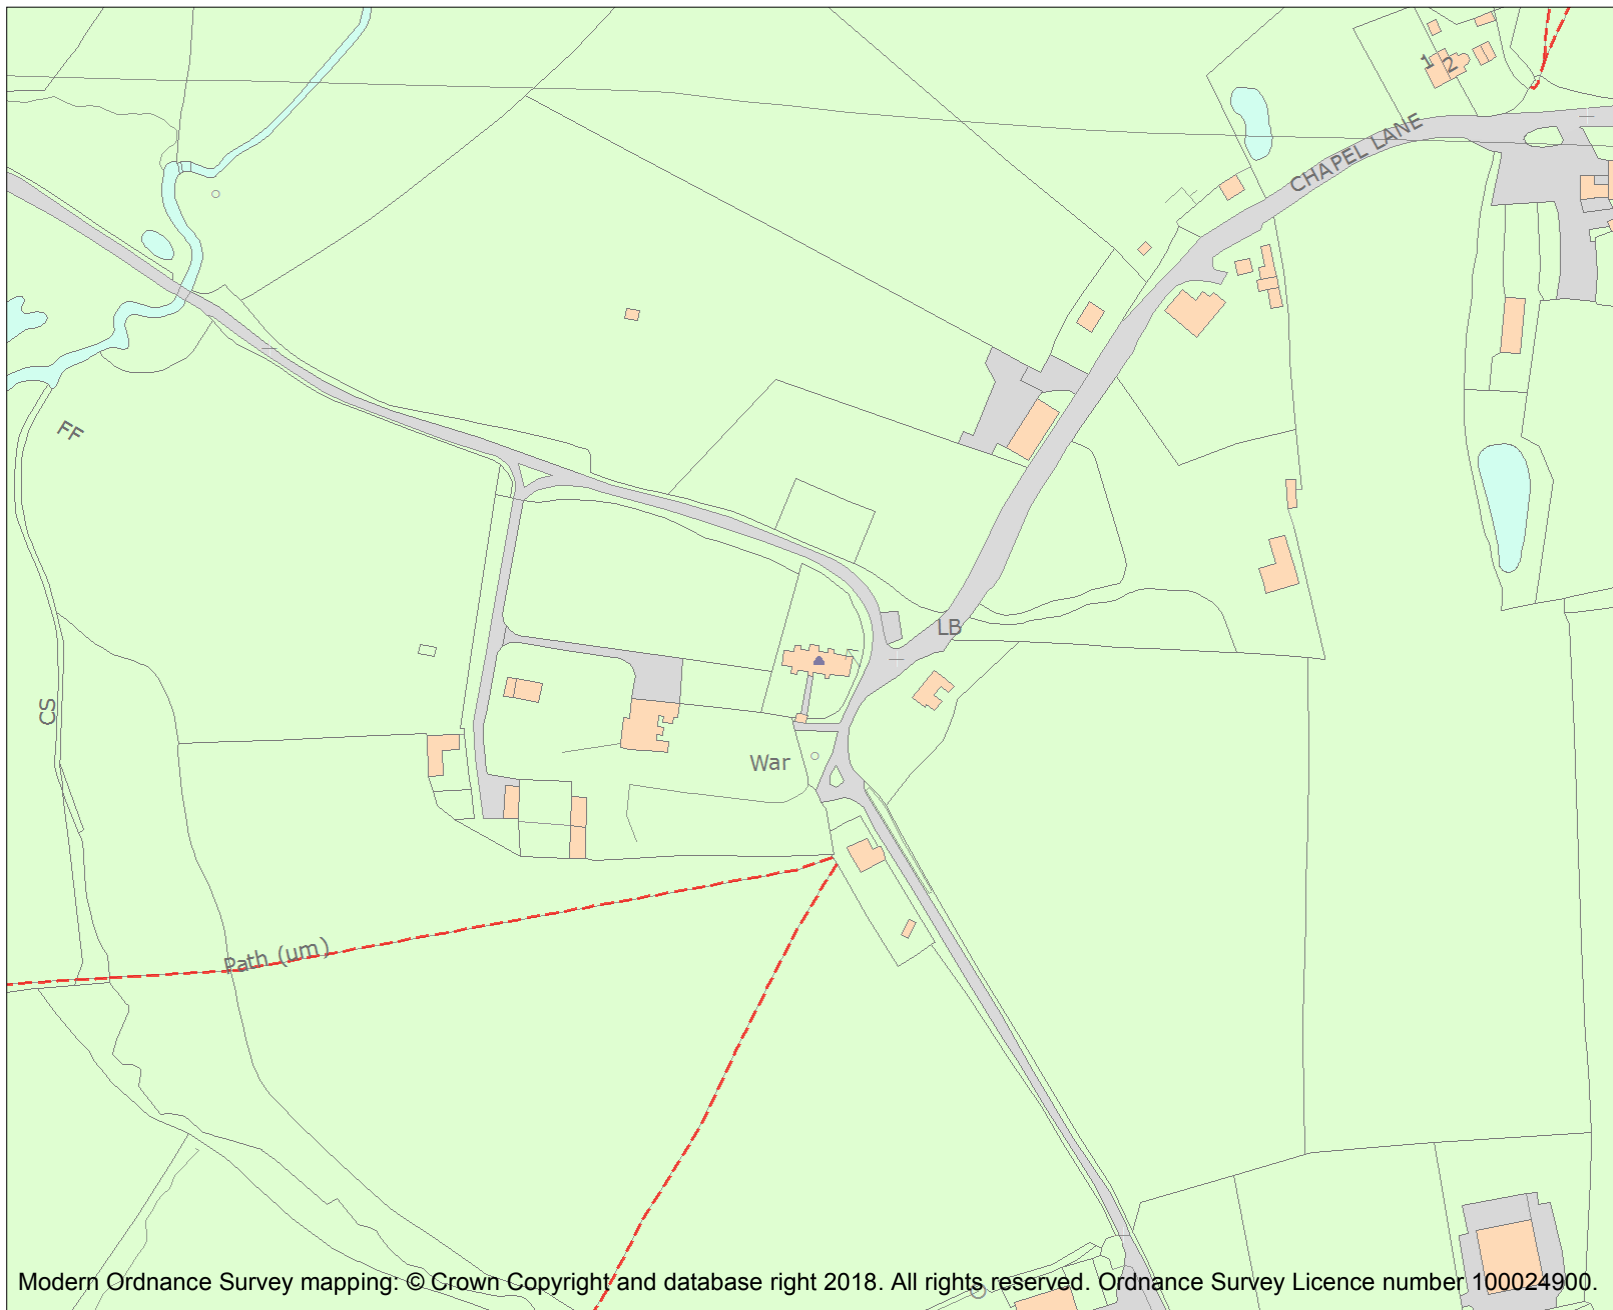 1
2
CHAPEL LANE
FF
LB
CS
War
Path (um)
Modern Ordnance Survey mapping: © Crown Copyright and database right 2018. All rights reserved. Ordnance Survey Licence number 100024900.